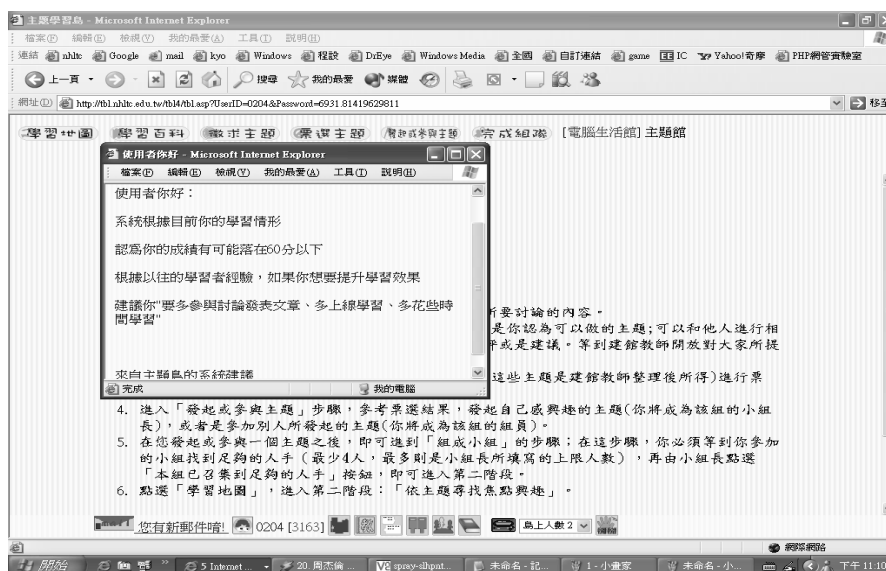 主題學習島 - Microsoft Internet Explorer
檔案(F) 編輯(E) 檢視(V) 我的最愛(A) 工具(T) 說明(H)
連結 nhltc Google mail kyo Windows 程設 DrEye Windows Media 全國 自訂連結 game IC Yahoo!奇摩 PHP網管實驗室
上一頁 搜尋 我的最愛 媒體
網址(D) http://tbl.nhltc.edu.tw/tbl4/tbl.asp?UserID=0204&Password=6931.81419629811 移至
學習地圖 學習百科 徵求主題 票選主題 發起或參與主題 完成組隊 [電腦生活館] 主題館
使用者你好 - Microsoft Internet Explorer
檔案(F) 編輯(E) 檢視(V) 我的最愛(A) 工具(T) 說明(H)
使用者你好：
系統根據目前你的學習情形
認為你的成績有可能落在60分以下
根據以往的學習者經驗，如果你想要提升學習效果
建議你"要多參與討論發表文章、多上線學習、多花些時
間學習"
來自主題島的系統建議
完成 我的電腦
所要討論的內容。
是你認為可以做的主題;可以和他人進行相
或是建議。等到建館教師開放對大家所提
這些主題是建館教師整理後所得)進行票
4. 進入「發起或參與主題」步驟，參考票選結果，發起自己感興趣的主題(你將成為該組的小組
長)，或者是參加別人所發起的主題(你將成為該組的組員)。
5. 在您發起或參與一個主題之後，即可進到「組成小組」的步驟；在這步驟，你必須等到你參加
的小組找到足夠的人手（最少4人，最多則是小組長所填寫的上限人數），再由小組長點選
「本組已召集到足夠的人手」按鈕，即可進入第二階段。
6. 點選「學習地圖」，進入第二階段：「依主題尋找焦點興趣」。
您有新郵件唷! 0204 [3163] 島上人數 2
網際網路
開始 5 Internet ... 20. 周杰倫 ... spray-slhpnt... 未命名 - 記... 1 - 小畫家 未命名 - 小... 下午 11:10